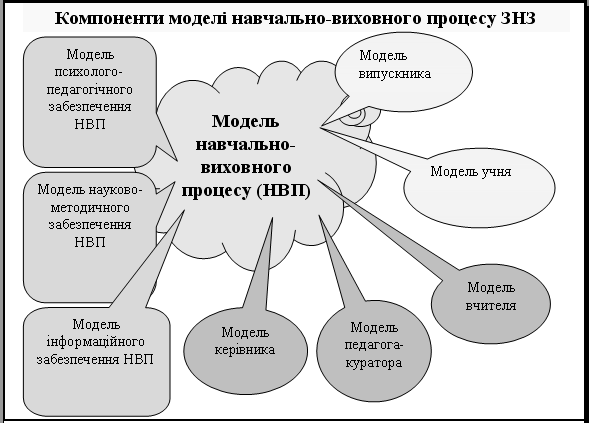 Компоненти моделі навчально-виховного процесу ЗНЗ
Модель
психолого-
педагогічного
забезпечення
НВП
Модель науково-
методичного
забезпечення
НВП
Модель
інформаційного
забезпечення НВП
Модель
навчально-
виховного
процесу (НВП)
Модель
випускника
Модель учня
Модель
вчителя
Модель
педагога-
куратора
Модель
керівника